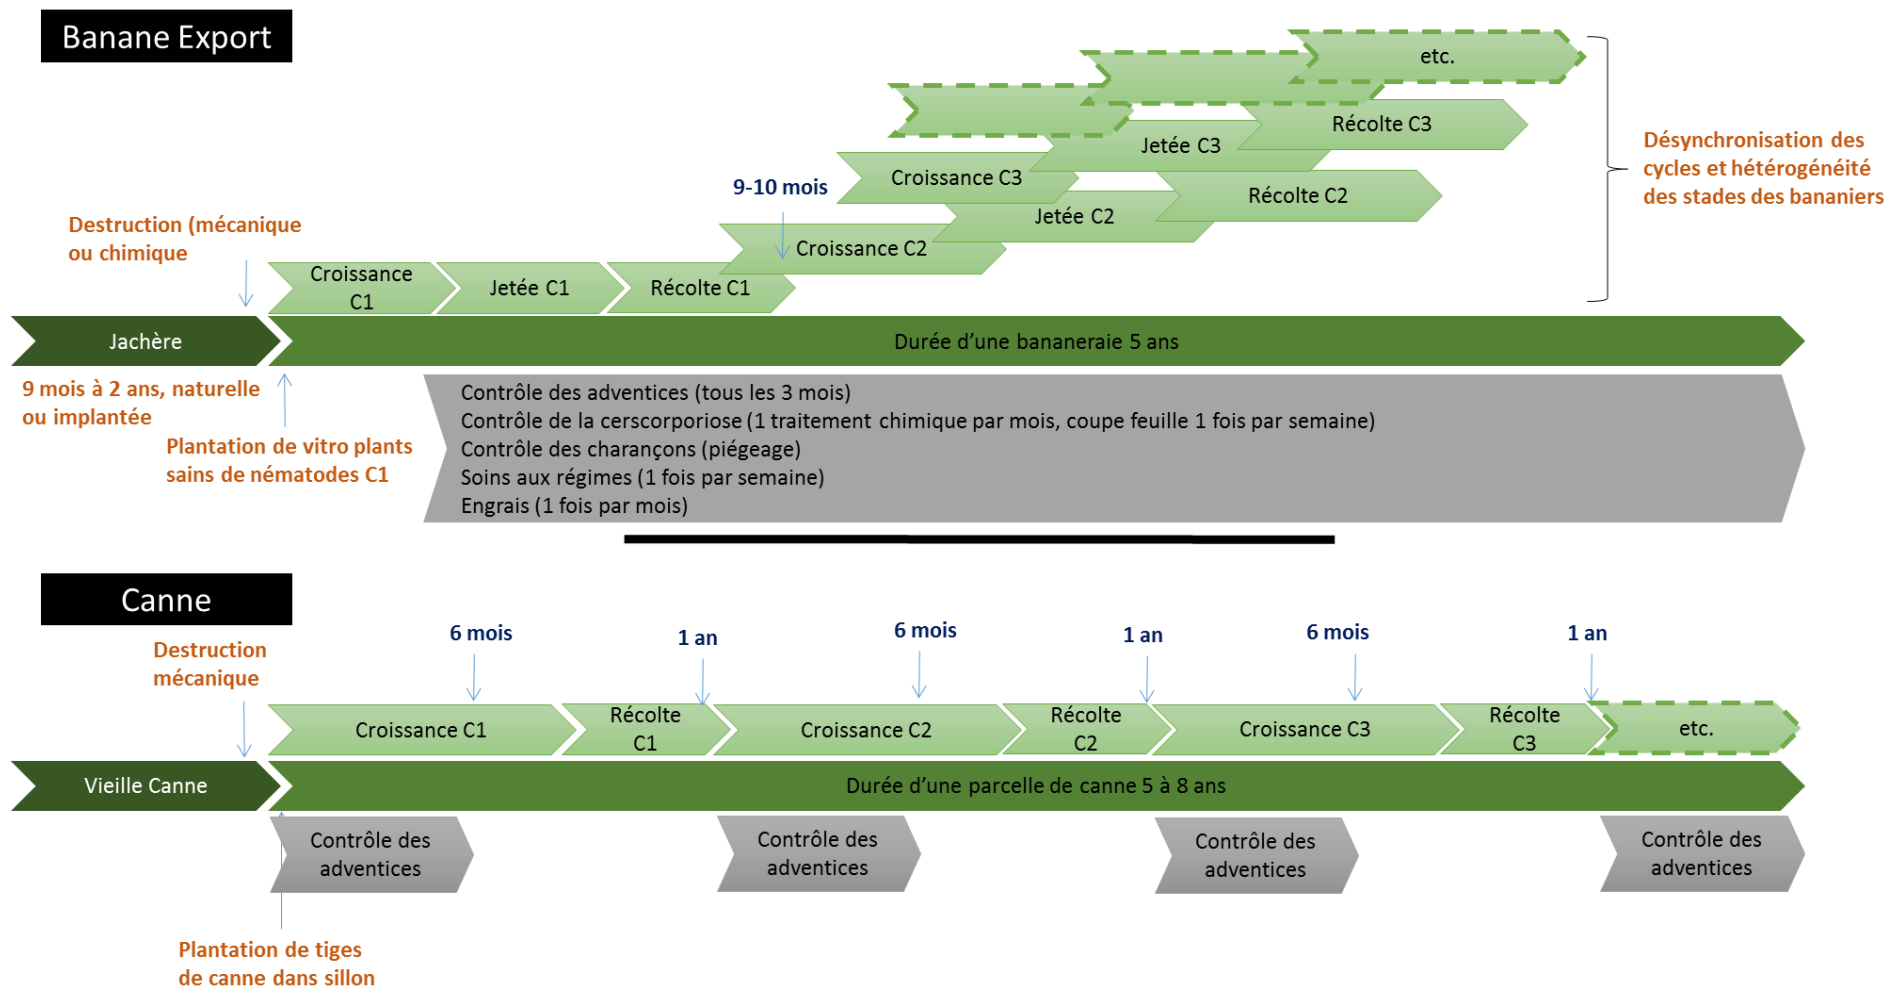 Banane Export
etc.
Récolte C3
Jetée C3
Désynchronisation des
cycles et hétérogénéité
des stades des bananiers
Croissance C3
9-10 mois
Récolte C2
Jetée C2
Destruction (mécanique
ou chimique
Croissance C2
Croissance
C1
Jetée C1
Récolte C1
Jachère
Durée d’une bananeraie 5 ans
9 mois à 2 ans, naturelle
ou implantée
Plantation de vitro plants
sains de nématodes C1
Contrôle des adventices (tous les 3 mois)
Contrôle de la cerscorporiose (1 traitement chimique par mois, coupe feuille 1 fois par semaine)
Contrôle des charançons (piégeage)
Soins aux régimes (1 fois par semaine)
Engrais (1 fois par mois)
Canne
6 mois
1 an
6 mois
1 an
6 mois
1 an
Destruction
mécanique
Croissance C1
Récolte
C1
Croissance C2
Récolte
C2
Croissance C3
Récolte
C3
etc.
Vieille Canne
Durée d’une parcelle de canne 5 à 8 ans
Contrôle des
adventices
Contrôle des
adventices
Contrôle des
adventices
Contrôle des
adventices
Plantation de tiges
de canne dans sillon